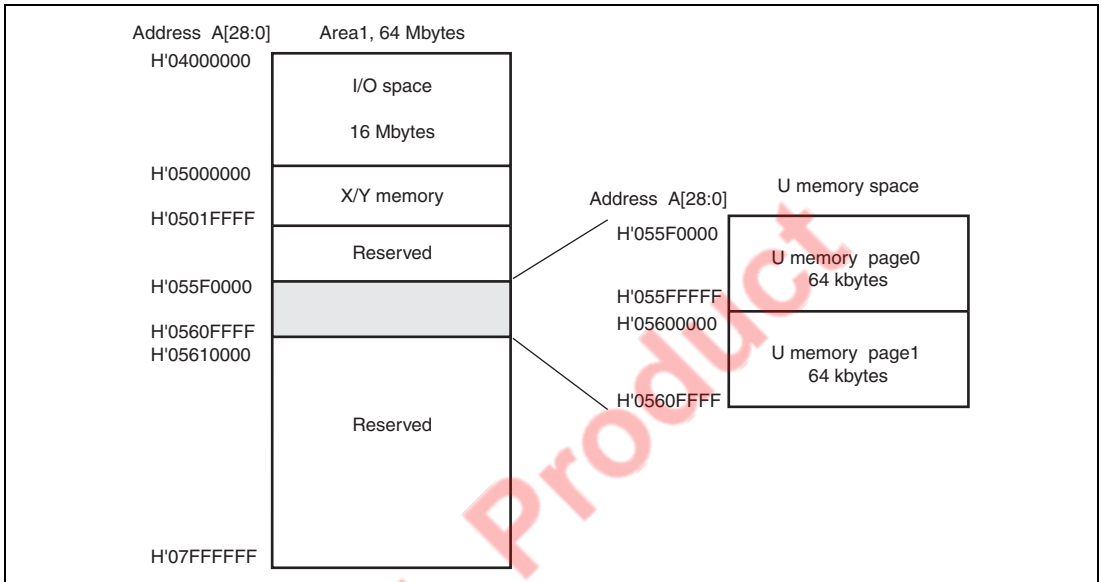 Address A[28:0]
Area1, 64 Mbytes
H'04000000
I/O space
16 Mbytes
H'05000000
X/Y memory
H'0501FFFF
Reserved
H'055F0000
H'0560FFFF
H'05610000
Reserved
H'07FFFFFF
Address A[28:0]
U memory space
H'055F0000
U memory page0
64 kbytes
H'055FFFFF
H'05600000
U memory page1
64 kbytes
H'0560FFFF
Product